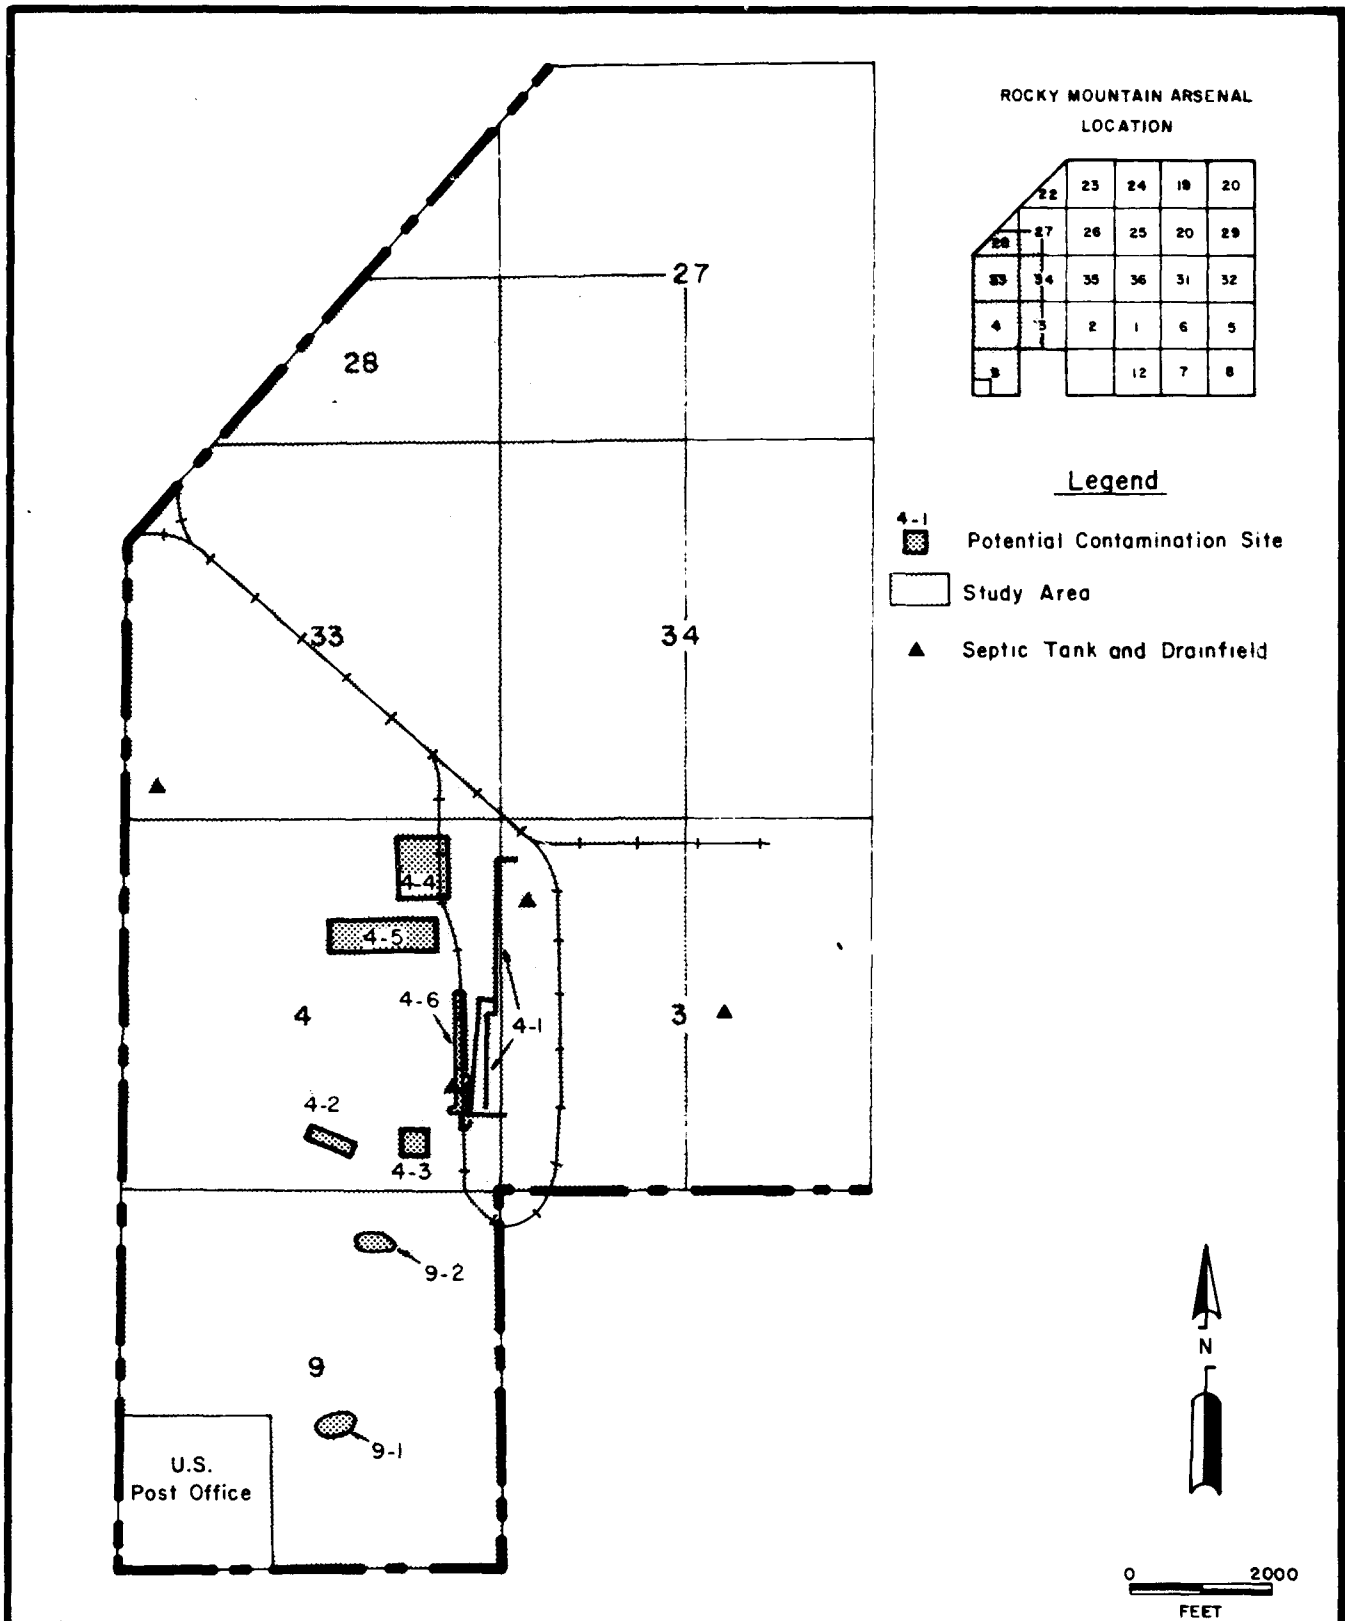 ROCKY MOUNTAIN ARSENAL
LOCATION
22 23 24 19 20
28 27 26 25 20 29
33 34 35 36 31 32
4 3 2 1 6 5
9 12 7 8
Legend
4-1
Potential Contamination Site
Study Area
Septic Tank and Drainfield
27
28
33
34
4-4
4-5
4-6
4
4-1
3
4-2
4-3
9-2
9
9-1
U.S.
Post Office
N
0 2000
FEET